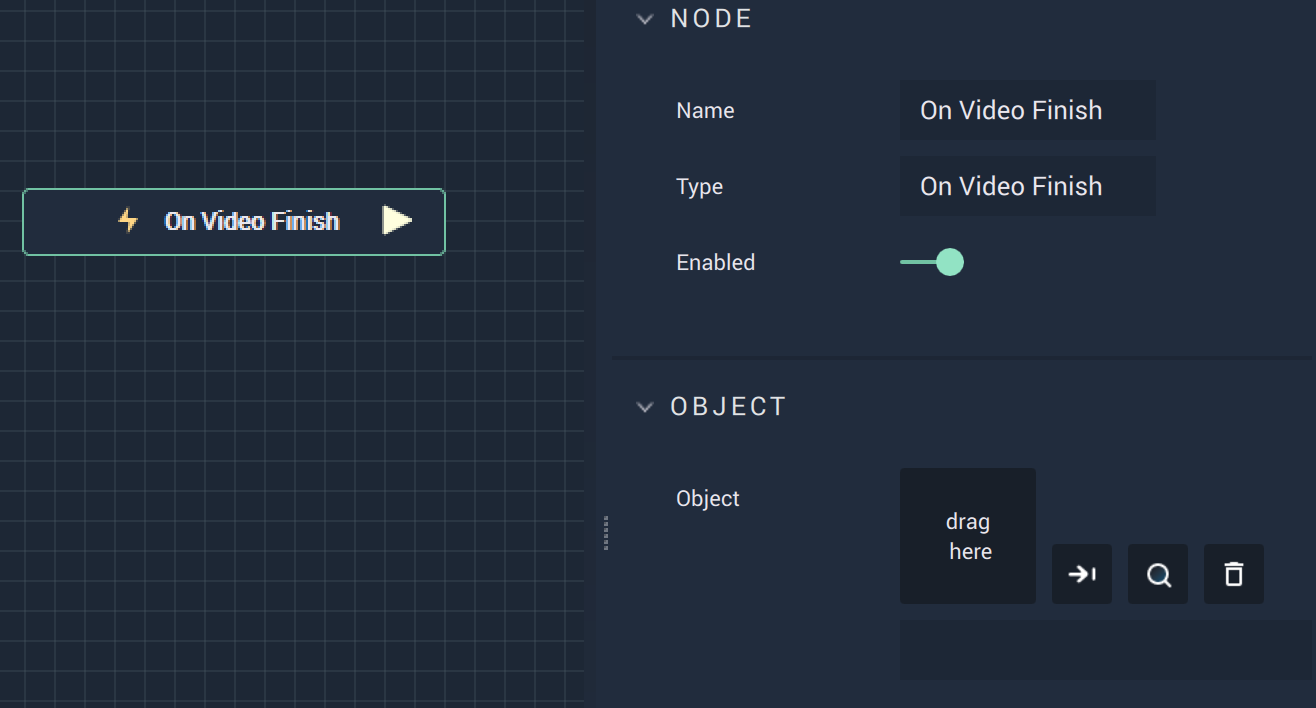 On Video Finish
NODE
Name
On Video Finish
Type
On Video Finish
Enabled
OBJECT
Object
drag
here